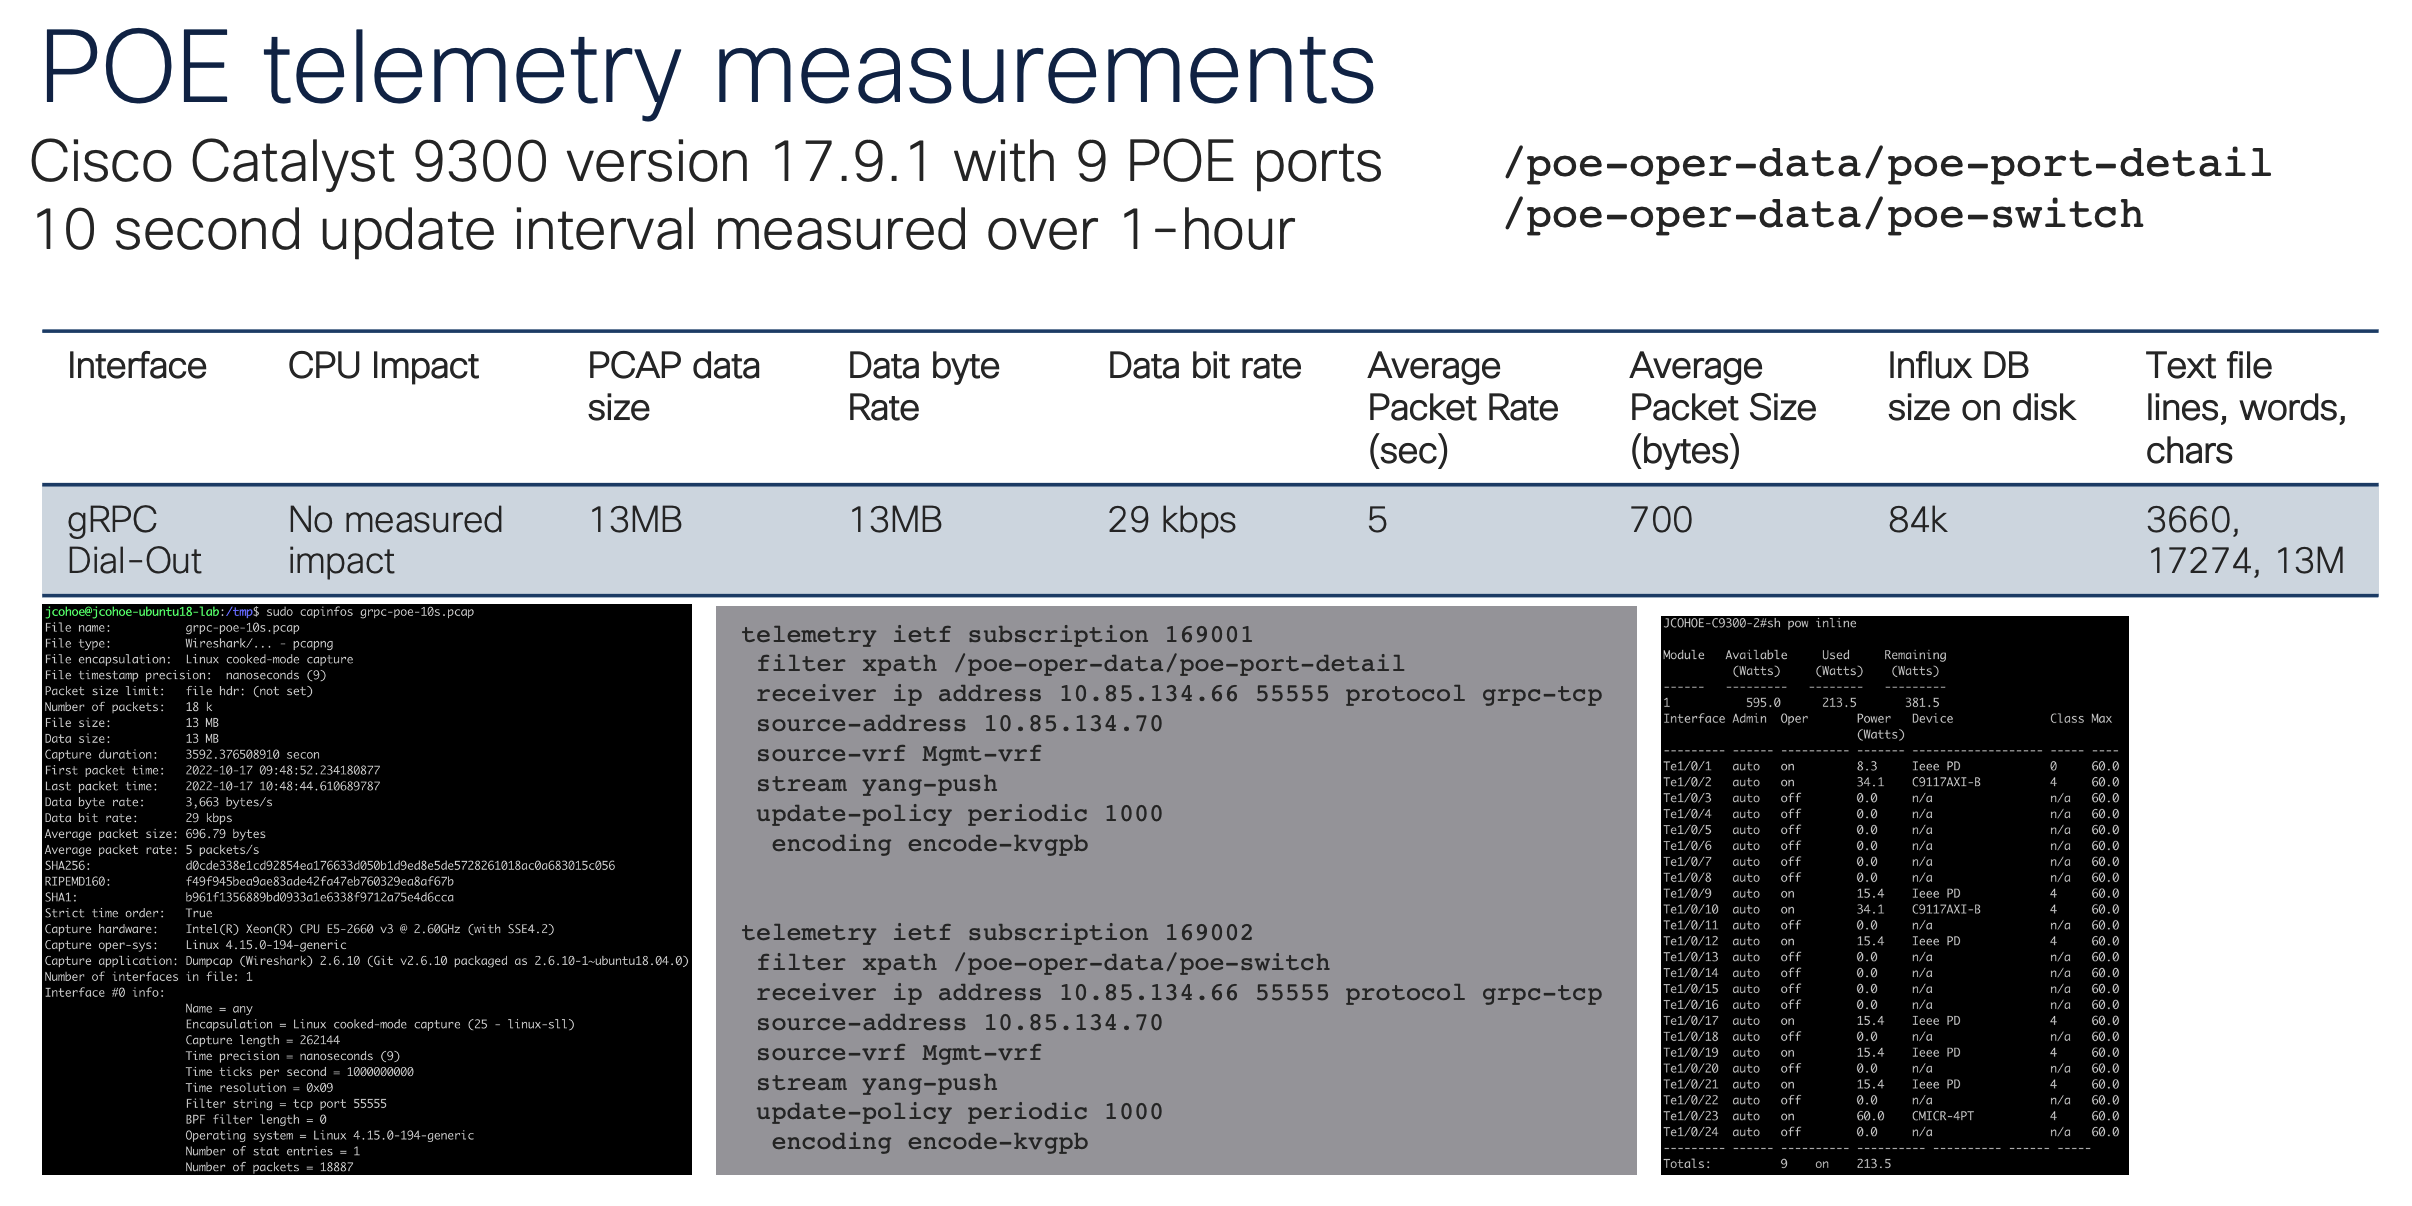 POE telemetry measurements
Cisco Catalyst 9300 version 17.9.1 with 9 POE ports
10 second update interval measured over 1-hour
/poe-oper-data/poe-port-detail
/poe-oper-data/poe-switch
Interface CPU Impact PCAP data size Data byte Rate Data bit rate Average Packet Rate (sec) Average Packet Size (bytes) Influx DB size on disk Text file lines, words, chars
gRPC Dial-Out No measured impact 13MB 13MB 29 kbps 5 700 84k 3660, 17274, 13M
jcohoe@jcohoe-ubuntu18-lab:/tmp$ sudo capinfos grpc-poe-10s.pcap
File name: grpc-poe-10s.pcap
File type: Wireshark/... - pcapng
File encapsulation: Linux cooked-mode capture
File timestamp precision: nanoseconds (9)
Packet size limit: file hdr: (not set)
Number of packets: 18 k
File size: 13 MB
Data size: 13 MB
Capture duration: 3592.376508910 secon
First packet time: 2022-10-17 09:48:52.234180877
Last packet time: 2022-10-17 10:48:44.610689787
Data byte rate: 3,663 bytes/s
Data bit rate: 29 kbps
Average packet size: 696.79 bytes
Average packet rate: 5 packets/s
SHA256: d0cde338e1cd92854ea176633d050b1d9ed8e5de5728261018ac0a683015c056
RIPEMD160: f49f945bea9ae83ade42fa47eb760329ea8af67b
SHA1: b961f1356889bd0933a1e6338f9712a75e4d6cca
Strict time order: True
Capture hardware: Intel(R) Xeon(R) CPU E5-2660 v3 @ 2.60GHz (with SSE4.2)
Capture oper-sys: Linux 4.15.0-194-generic
Capture application: Dumpcap (Wireshark) 2.6.10 (Git v2.6.10 packaged as 2.6.10-1~ubuntu18.04.0)
Number of interfaces in file: 1
Interface #0 info:
Name = any
Encapsulation = Linux cooked-mode capture (25 - linux-sll)
Capture length = 262144
Time precision = nanoseconds (9)
Time ticks per second = 1000000000
Time resolution = 0x09
Filter string = tcp port 55555
BPF filter length = 0
Operating system = Linux 4.15.0-194-generic
Number of stat entries = 1
Number of packets = 18887
telemetry ietf subscription 169001
filter xpath /poe-oper-data/poe-port-detail
receiver ip address 10.85.134.66 55555 protocol grpc-tcp
source-address 10.85.134.70
source-vrf Mgmt-vrf
stream yang-push
update-policy periodic 1000
encoding encode-kvgpb
telemetry ietf subscription 169002
filter xpath /poe-oper-data/poe-switch
receiver ip address 10.85.134.66 55555 protocol grpc-tcp
source-address 10.85.134.70
source-vrf Mgmt-vrf
stream yang-push
update-policy periodic 1000
encoding encode-kvgpb
JCOHOE-C9300-2#sh pow inline
Module Available Used Remaining
(Watts) (Watts) (Watts)
------ --------- -------- ---------
1 595.0 213.5 381.5
Interface Admin Oper Power Device Class Max
(Watts)
--------- ------ ---------- ------- ------------------- ----- ----
Te1/0/1 auto on 8.3 Ieee PD 0 60.0
Te1/0/2 auto on 34.1 C9117AXI-B 4 60.0
Te1/0/3 auto off 0.0 n/a n/a 60.0
Te1/0/4 auto off 0.0 n/a n/a 60.0
Te1/0/5 auto off 0.0 n/a n/a 60.0
Te1/0/6 auto off 0.0 n/a n/a 60.0
Te1/0/7 auto off 0.0 n/a n/a 60.0
Te1/0/8 auto off 0.0 n/a n/a 60.0
Te1/0/9 auto on 15.4 Ieee PD 4 60.0
Te1/0/10 auto on 34.1 C9117AXI-B 4 60.0
Te1/0/11 auto off 0.0 n/a n/a 60.0
Te1/0/12 auto on 15.4 Ieee PD 4 60.0
Te1/0/13 auto off 0.0 n/a n/a 60.0
Te1/0/14 auto off 0.0 n/a n/a 60.0
Te1/0/15 auto off 0.0 n/a n/a 60.0
Te1/0/16 auto off 0.0 n/a n/a 60.0
Te1/0/17 auto on 15.4 Ieee PD 4 60.0
Te1/0/18 auto off 0.0 n/a n/a 60.0
Te1/0/19 auto on 15.4 Ieee PD 4 60.0
Te1/0/20 auto off 0.0 n/a n/a 60.0
Te1/0/21 auto on 15.4 Ieee PD 4 60.0
Te1/0/22 auto off 0.0 n/a n/a 60.0
Te1/0/23 auto on 60.0 CMICR-4PT 4 60.0
Te1/0/24 auto off 0.0 n/a n/a 60.0
--------- ------ ---------- ---------- ---------- ------ -----
Totals: 9 on 213.5